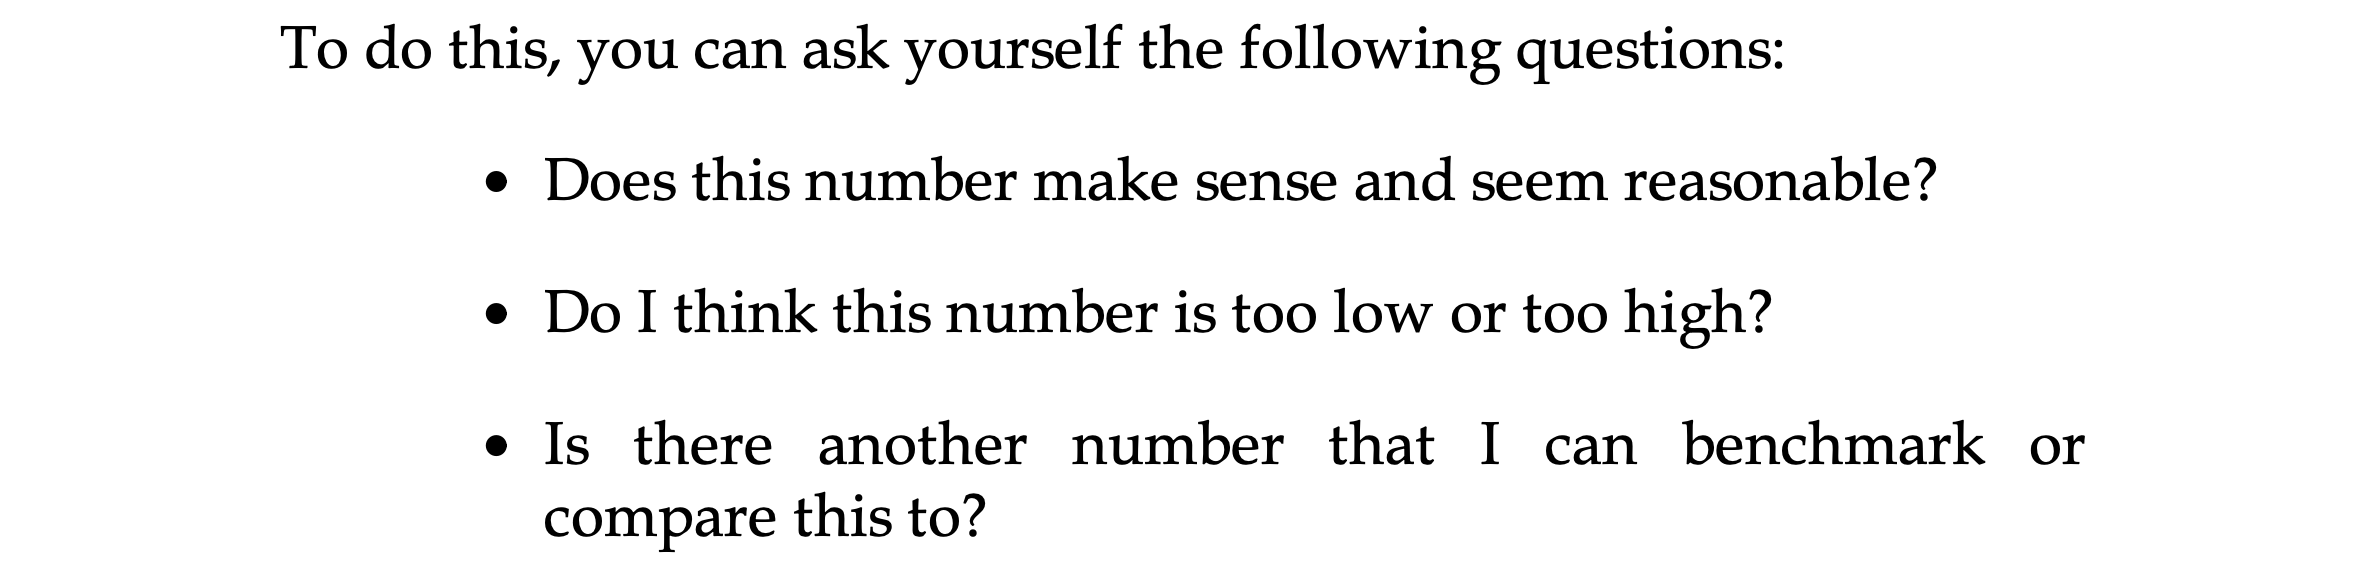 To do this, you can ask yourself the following questions:
• Does this number make sense and seem reasonable?
• Do I think this number is too low or too high?
• Is there another number that I can benchmark or
compare this to?